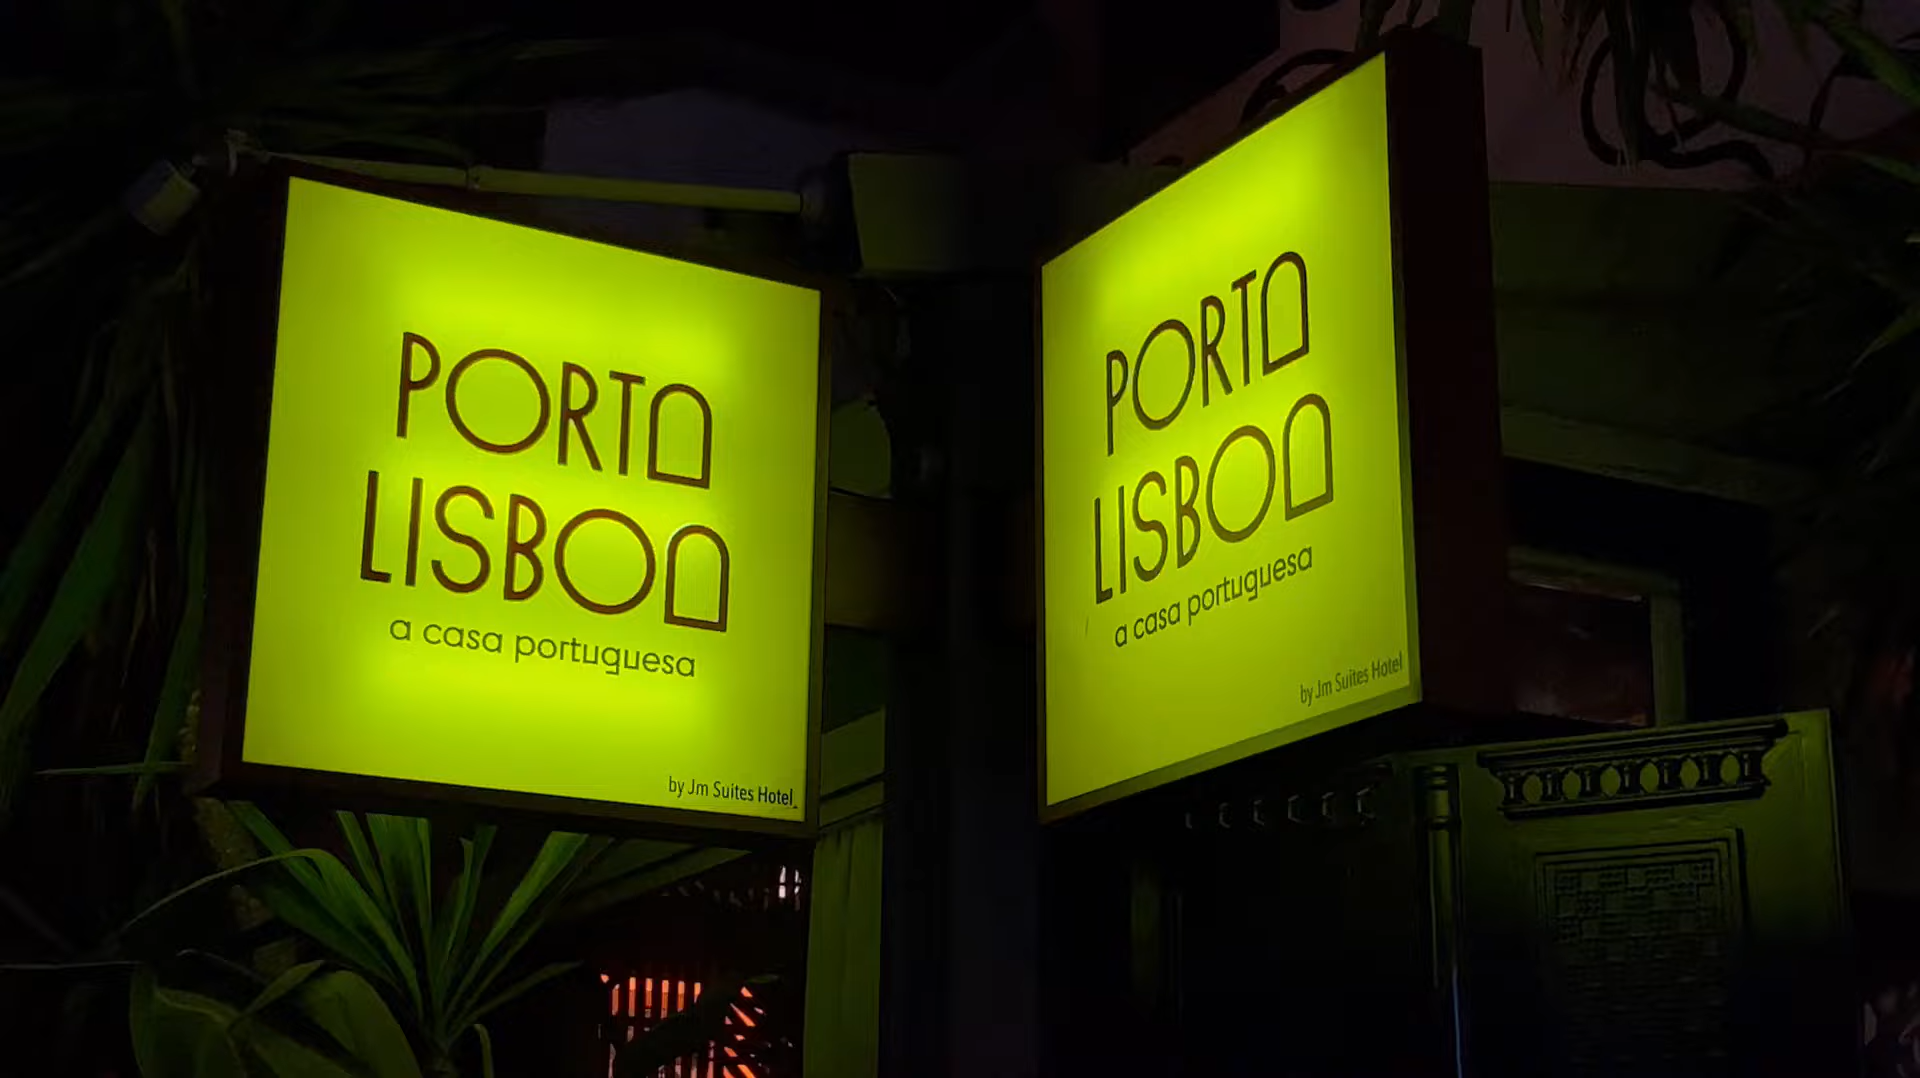 PORTA
LISBOA
a casa portuguesa
by Jm Suites Hotel
PORTA
LISBOA
a casa portuguesa
by Jm Suites Hotel